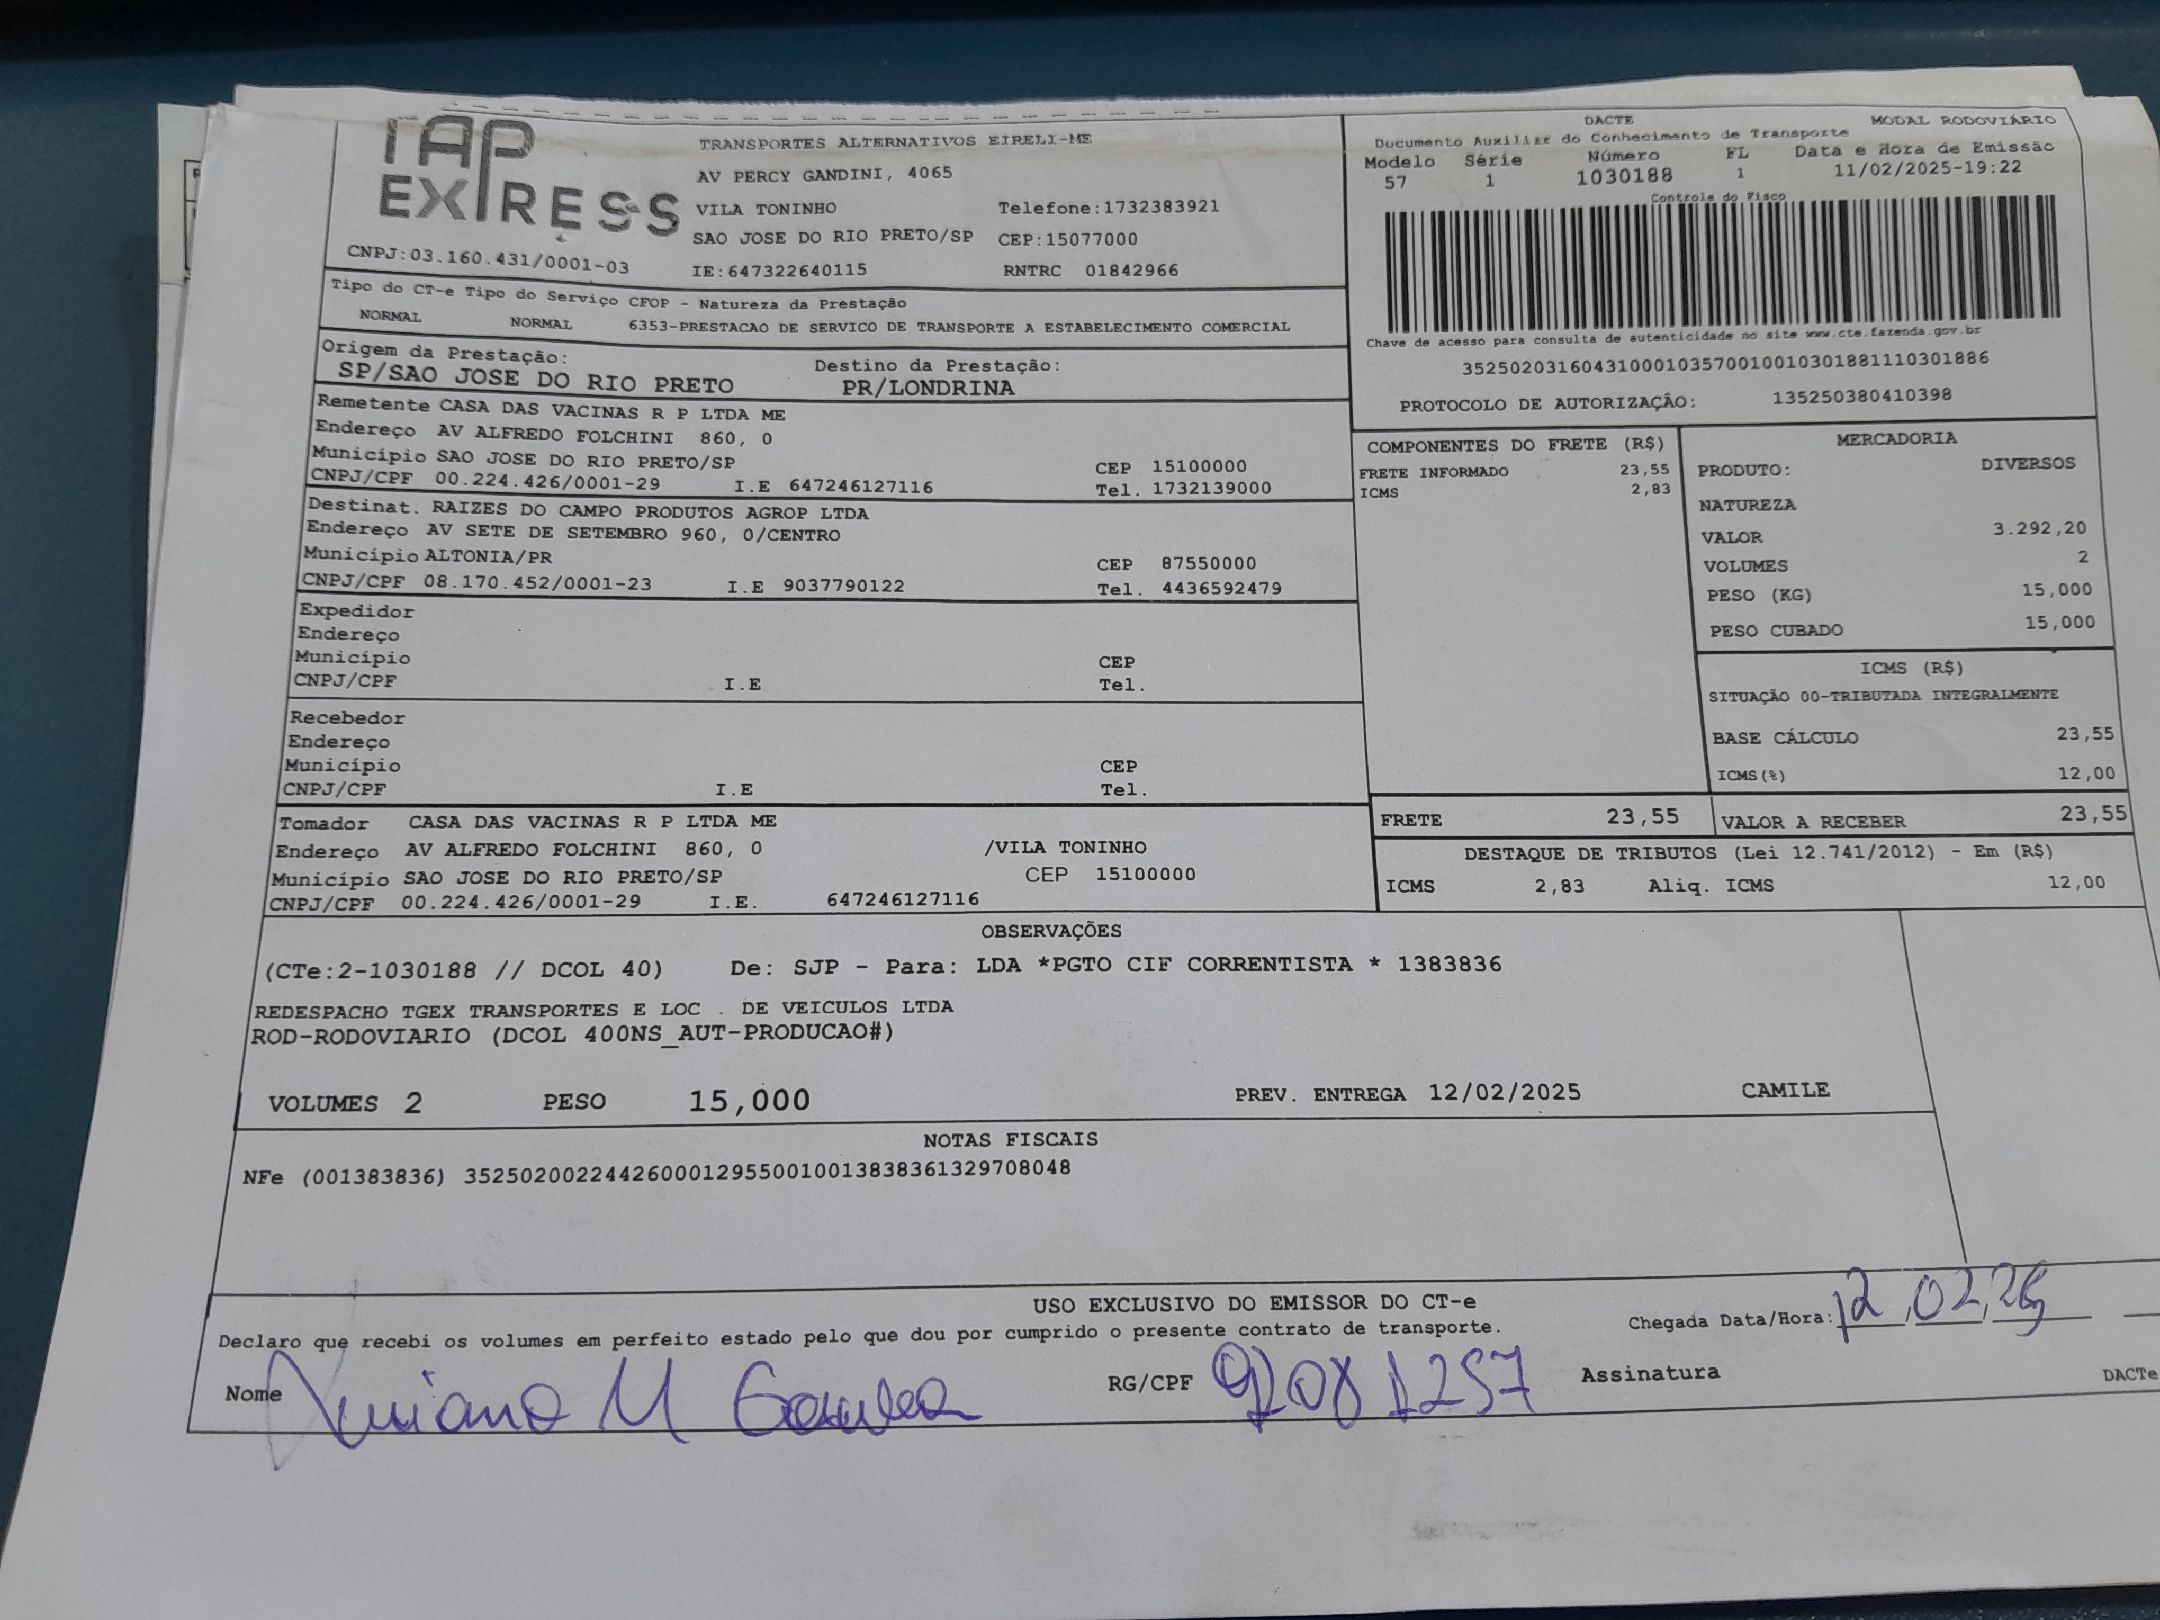 TAP
EXPRESS
CNPJ:03.160.431/0001-03
TRANSPORTES ALTERNATIVOS EIRELI-ME
AV PERCY GANDINI, 4065
VILA TONINHO Telefone:1732383921
SAO JOSE DO RIO PRETO/SP CEP:15077000
IE:647322640115 RNTRC 01842966
DACTE MODAL RODOVIÁRIO
Documento Auxiliar do Conhecimento de Transporte
Modelo Série Número FL Data e Hora de Emissão
57 1 1030188 1 11/02/2025-19:22
Controle do Fisco
Chave de acesso para consulta de autenticidade no site www.cte.fazenda.gov.br
35250203160431000103570010010301881110301886
PROTOCOLO DE AUTORIZAÇÃO: 135250380410398
Tipo do CT-e Tipo do Serviço CFOP - Natureza da Prestação
NORMAL NORMAL 6353-PRESTACAO DE SERVICO DE TRANSPORTE A ESTABELECIMENTO COMERCIAL
Origem da Prestação: Destino da Prestação:
SP/SAO JOSE DO RIO PRETO PR/LONDRINA
Remetente CASA DAS VACINAS R P LTDA ME
Endereço AV ALFREDO FOLCHINI 860, 0
Município SAO JOSE DO RIO PRETO/SP CEP 15100000
CNPJ/CPF 00.224.426/0001-29 I.E 647246127116 Tel. 1732139000
Destinat. RAIZES DO CAMPO PRODUTOS AGROP LTDA
Endereço AV SETE DE SETEMBRO 960, 0/CENTRO
Município ALTONIA/PR CEP 87550000
CNPJ/CPF 08.170.452/0001-23 I.E 9037790122 Tel. 4436592479
Expedidor
Endereço
Município CEP
CNPJ/CPF I.E Tel.
Recebedor
Endereço
Município CEP
CNPJ/CPF I.E Tel.
Tomador CASA DAS VACINAS R P LTDA ME
Endereço AV ALFREDO FOLCHINI 860, 0 /VILA TONINHO
Município SAO JOSE DO RIO PRETO/SP CEP 15100000
CNPJ/CPF 00.224.426/0001-29 I.E. 647246127116
COMPONENTES DO FRETE (R$)
FRETE INFORMADO 23,55
ICMS 2,83
MERCADORIA
PRODUTO: DIVERSOS
NATUREZA
VALOR 3.292,20
VOLUMES 2
PESO (KG) 15,000
PESO CUBADO 15,000
ICMS (R$)
SITUAÇÃO 00-TRIBUTADA INTEGRALMENTE
BASE CÁLCULO 23,55
ICMS(%) 12,00
FRETE 23,55 VALOR A RECEBER 23,55
DESTAQUE DE TRIBUTOS (Lei 12.741/2012) - Em (R$)
ICMS 2,83 Aliq. ICMS 12,00
OBSERVAÇÕES
(CTe:2-1030188 // DCOL 40) De: SJP - Para: LDA *PGTO CIF CORRENTISTA * 1383836
REDESPACHO TGEX TRANSPORTES E LOC . DE VEICULOS LTDA
ROD-RODOVIARIO (DCOL 400NS_AUT-PRODUCAO#)
VOLUMES 2 PESO 15,000 PREV. ENTREGA 12/02/2025 CAMILE
NOTAS FISCAIS
NFe (001383836) 35250200224426000129550010013838361329708048
USO EXCLUSIVO DO EMISSOR DO CT-e
Declaro que recebi os volumes em perfeito estado pelo que dou por cumprido o presente contrato de transporte. Chegada Data/Hora: 12 02
Nome M RG/CPF Assinatura DACTe